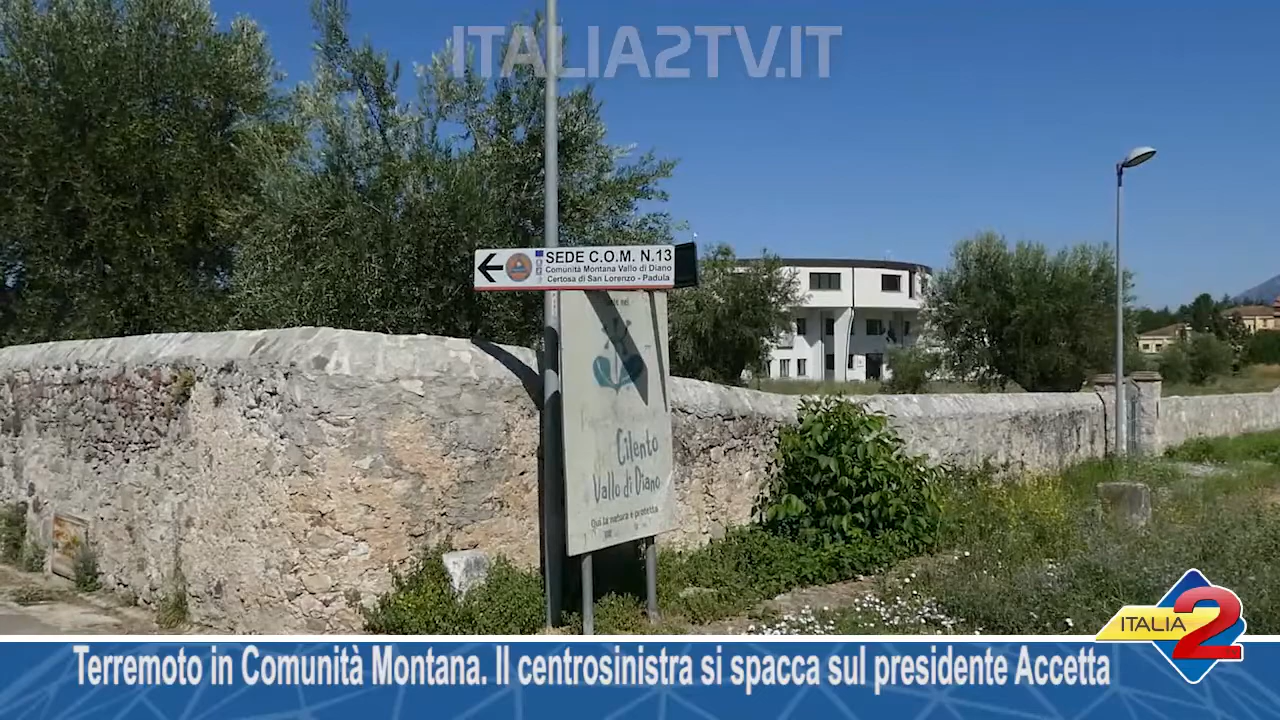 ITALIA2TV.IT
SEDE C.O.M. N.13
Comunità Montana Vallo di Diano
Certosa di San Lorenzo - Padula
nel
Cilento
Vallo di Diano
Qui la natura è protetta
ITALIA 2
Terremoto in Comunità Montana. Il centrosinistra si spacca sul presidente Accetta